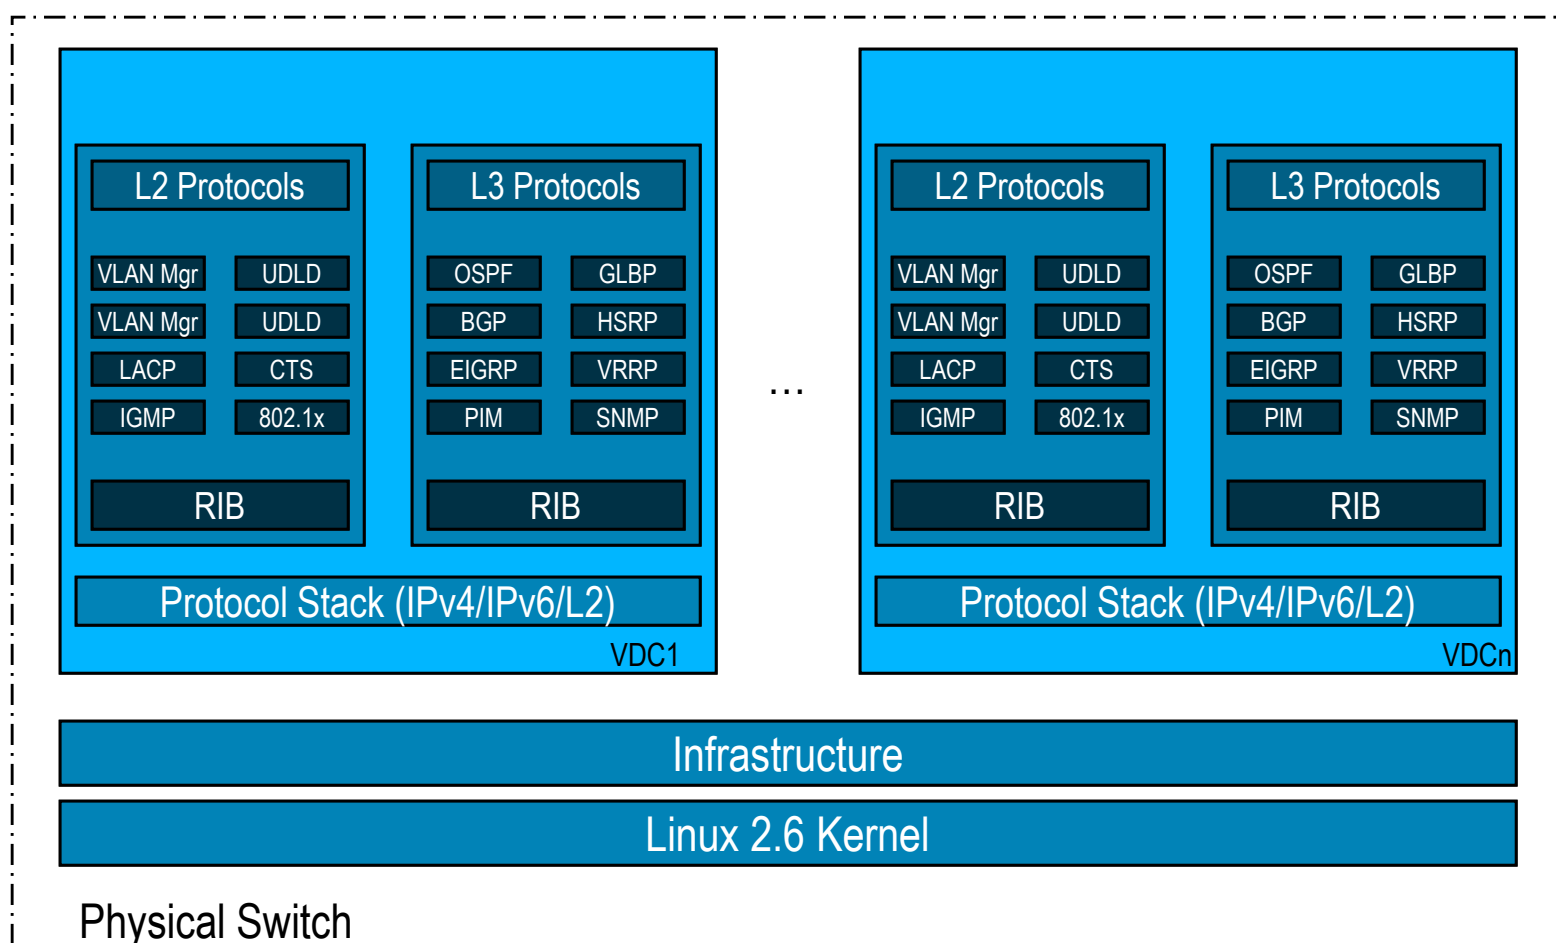 L2 Protocols
VLAN Mgr UDLD
VLAN Mgr UDLD
LACP CTS
IGMP 802.1x
RIB
L3 Protocols
OSPF GLBP
BGP HSRP
EIGRP VRRP
PIM SNMP
RIB
Protocol Stack (IPv4/IPv6/L2)
VDC1
...
L2 Protocols
VLAN Mgr UDLD
VLAN Mgr UDLD
LACP CTS
IGMP 802.1x
RIB
L3 Protocols
OSPF GLBP
BGP HSRP
EIGRP VRRP
PIM SNMP
RIB
Protocol Stack (IPv4/IPv6/L2)
VDCn
Infrastructure
Linux 2.6 Kernel
Physical Switch